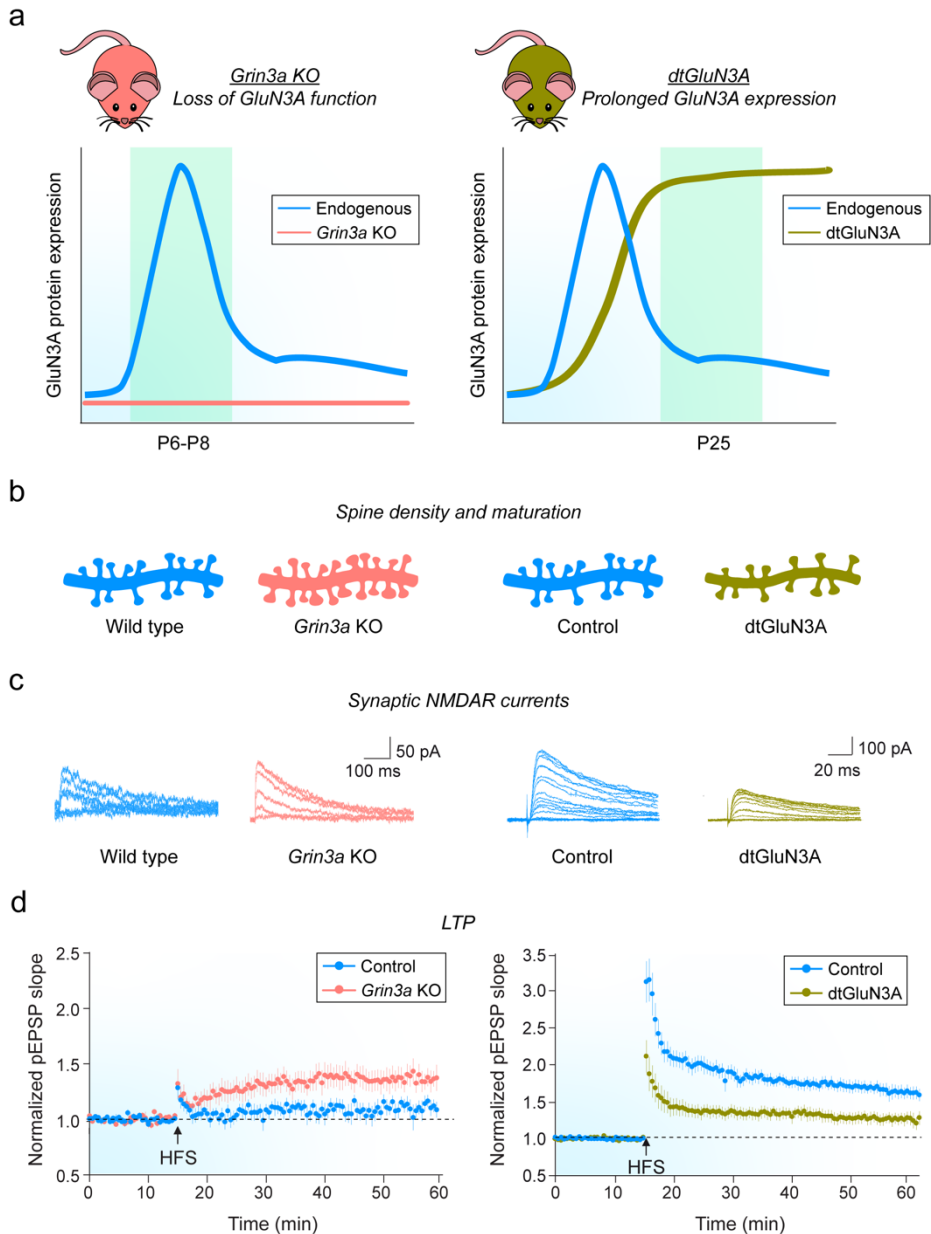 a
Grin3a KO
Loss of GluN3A function
dtGluN3A
Prolonged GluN3A expression
GluN3A protein expression
Endogenous
Grin3a KO
P6-P8
GluN3A protein expression
Endogenous
dtGluN3A
P25
b
Spine density and maturation
Wild type
Grin3a KO
Control
dtGluN3A
c
Synaptic NMDAR currents
50 pA
100 ms
100 pA
20 ms
Wild type
Grin3a KO
Control
dtGluN3A
d
LTP
Normalized pEPSP slope
2.5
2.0
1.5
1.0
0.5
Control
Grin3a KO
HFS
0 10 20 30 40 50 60
Time (min)
Normalized pEPSP slope
3.5
3.0
2.5
2.0
1.5
1.0
0.5
Control
dtGluN3A
HFS
0 10 20 30 40 50 60
Time (min)